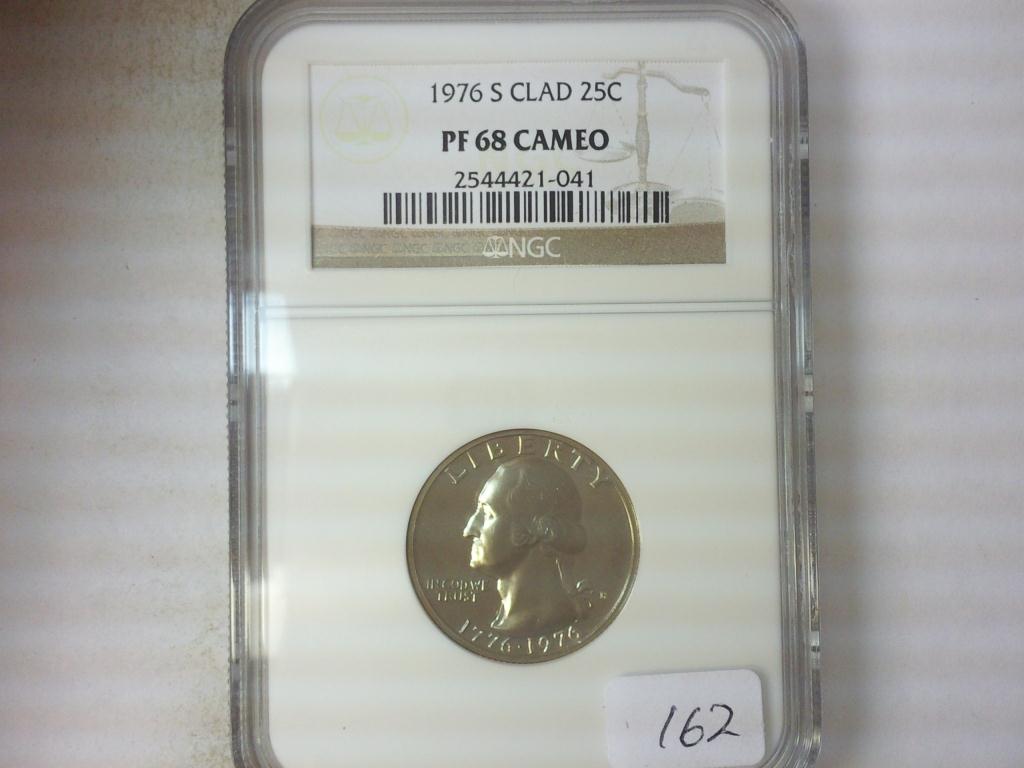 1976 S CLAD 25C
PF 68 CAMEO
2544421-041
NGC
LIBERTY
IN GOD WE
TRUST
1776·1976
162